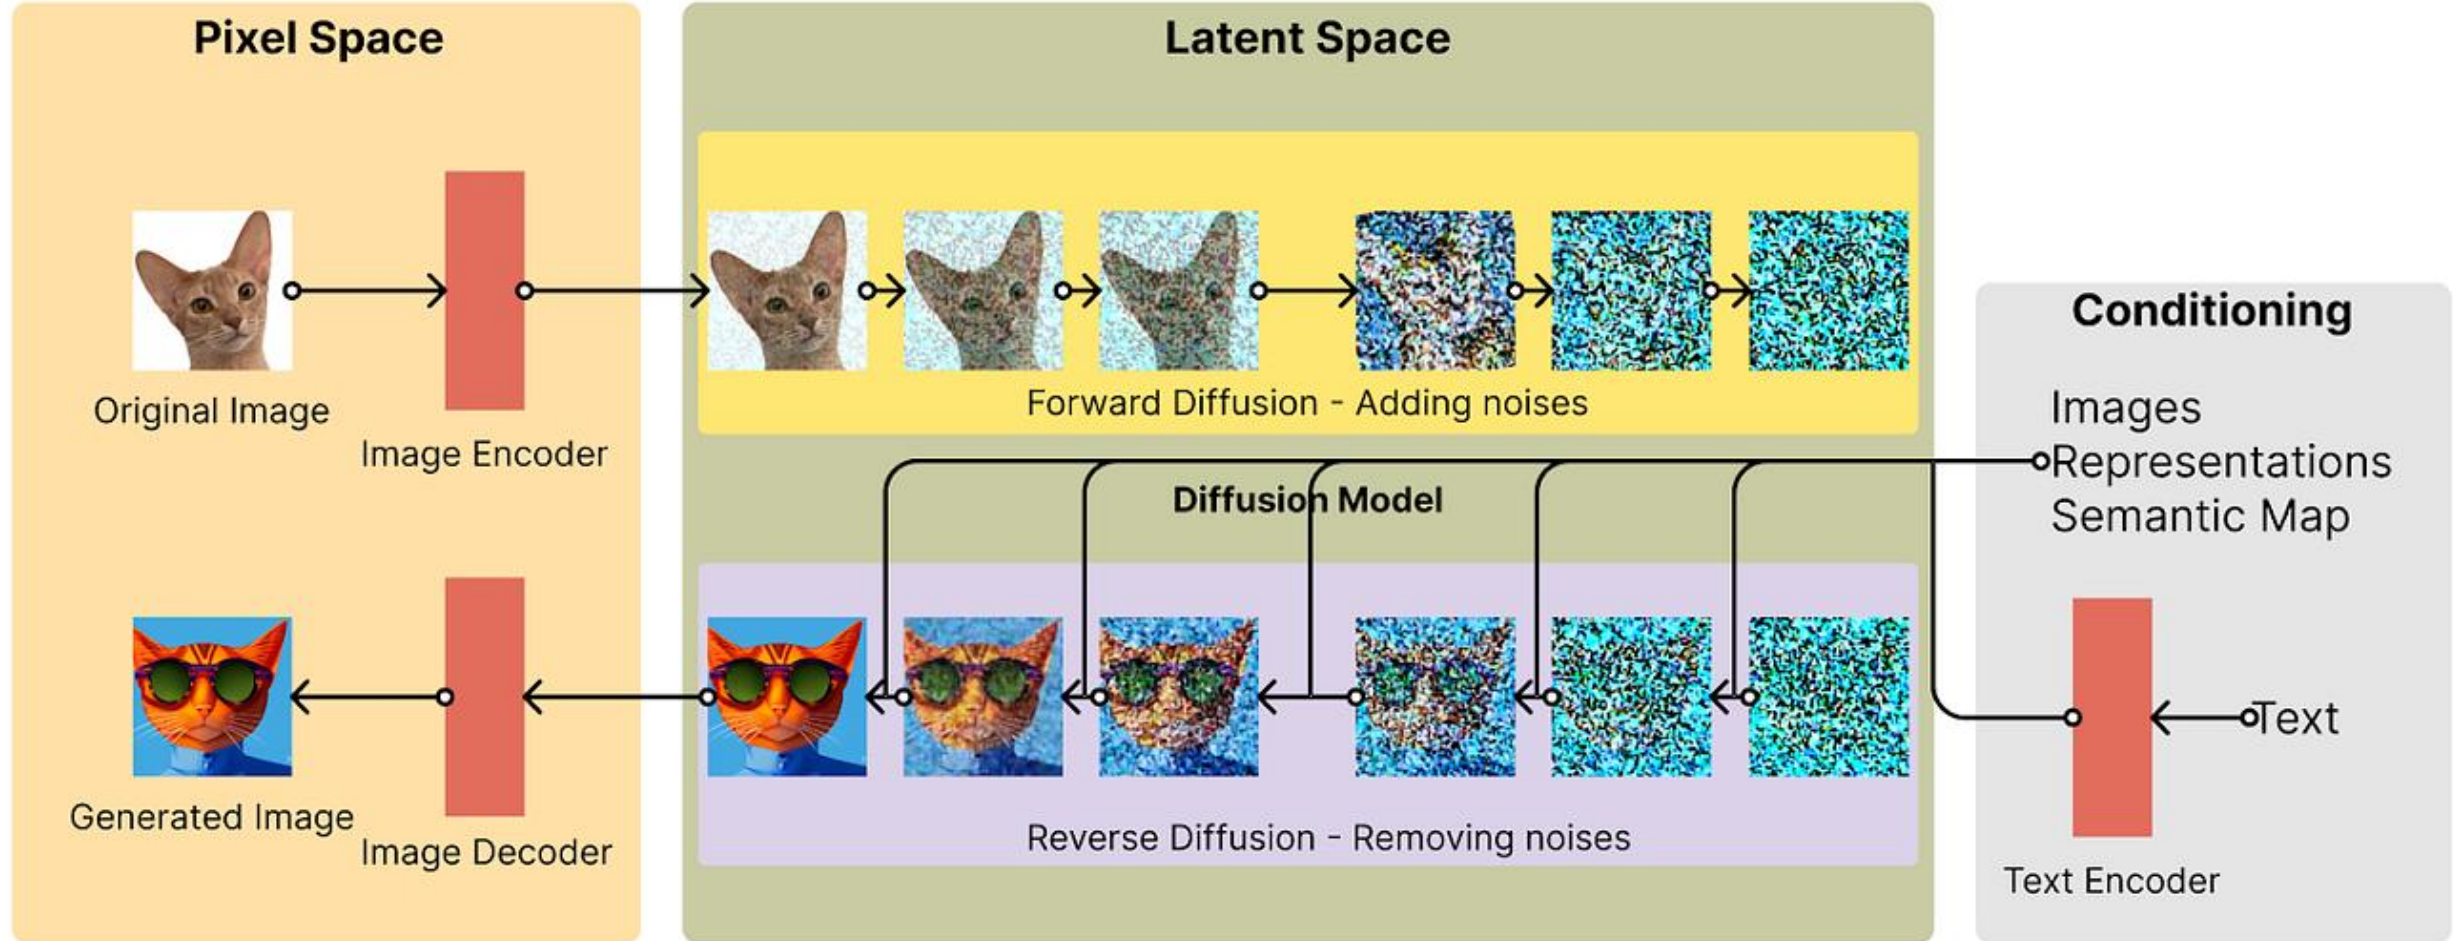 Pixel Space
Original Image
Image Encoder
Generated Image
Image Decoder
Latent Space
Forward Diffusion - Adding noises
Diffusion Model
Reverse Diffusion - Removing noises
Conditioning
Images
Representations
Semantic Map
Text
Text Encoder